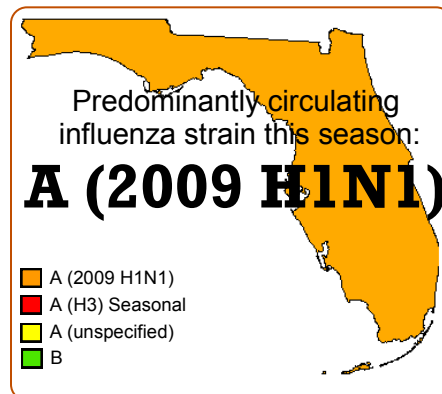 Predominantly circulating
influenza strain this season:
A (2009 H1N1)
A (2009 H1N1)
A (H3) Seasonal
A (unspecified)
B